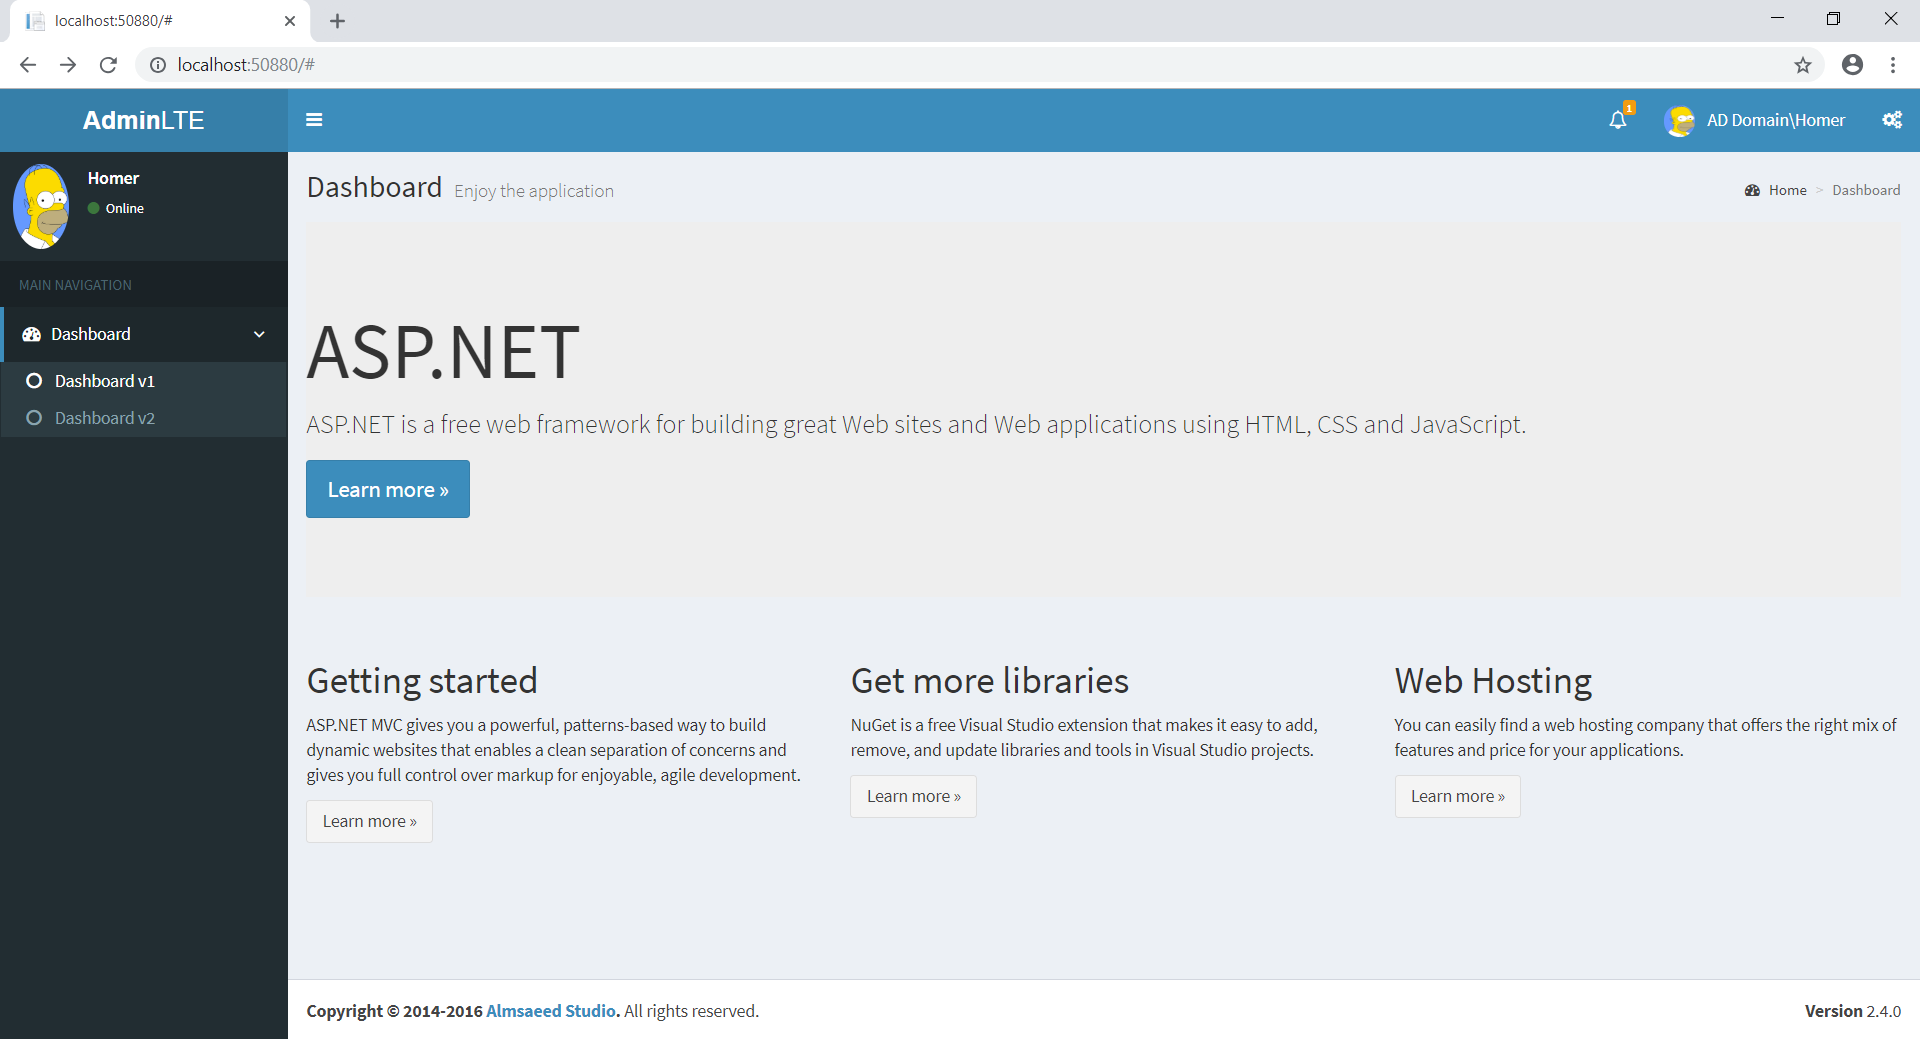 localhost:50880/#
localhost:50880/#
AdminLTE
1
AD Domain\Homer
Homer
Online
MAIN NAVIGATION
Dashboard
Dashboard v1
Dashboard v2
Dashboard Enjoy the application
Home > Dashboard
ASP.NET
ASP.NET is a free web framework for building great Web sites and Web applications using HTML, CSS and JavaScript.
Learn more »
Getting started
ASP.NET MVC gives you a powerful, patterns-based way to build
dynamic websites that enables a clean separation of concerns and
gives you full control over markup for enjoyable, agile development.
Learn more »
Get more libraries
NuGet is a free Visual Studio extension that makes it easy to add,
remove, and update libraries and tools in Visual Studio projects.
Learn more »
Web Hosting
You can easily find a web hosting company that offers the right mix of
features and price for your applications.
Learn more »
Copyright © 2014-2016 Almsaeed Studio. All rights reserved.
Version 2.4.0